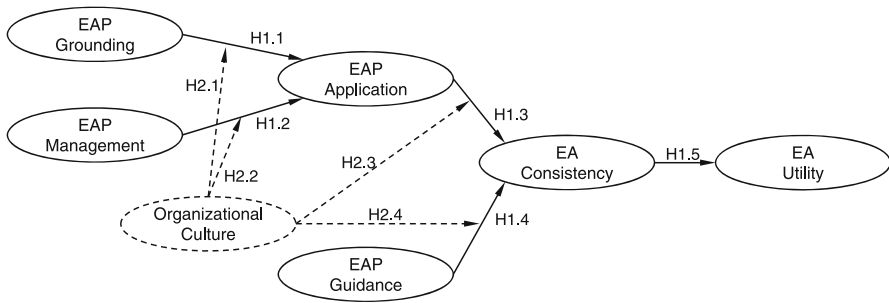 EAP
Grounding
H1.1
EAP
Application
H2.1
EAP
Management
H1.2
H1.3
H2.2
H2.3
EA
Consistency
H1.5
EA
Utility
Organizational
Culture
H2.4
H1.4
EAP
Guidance